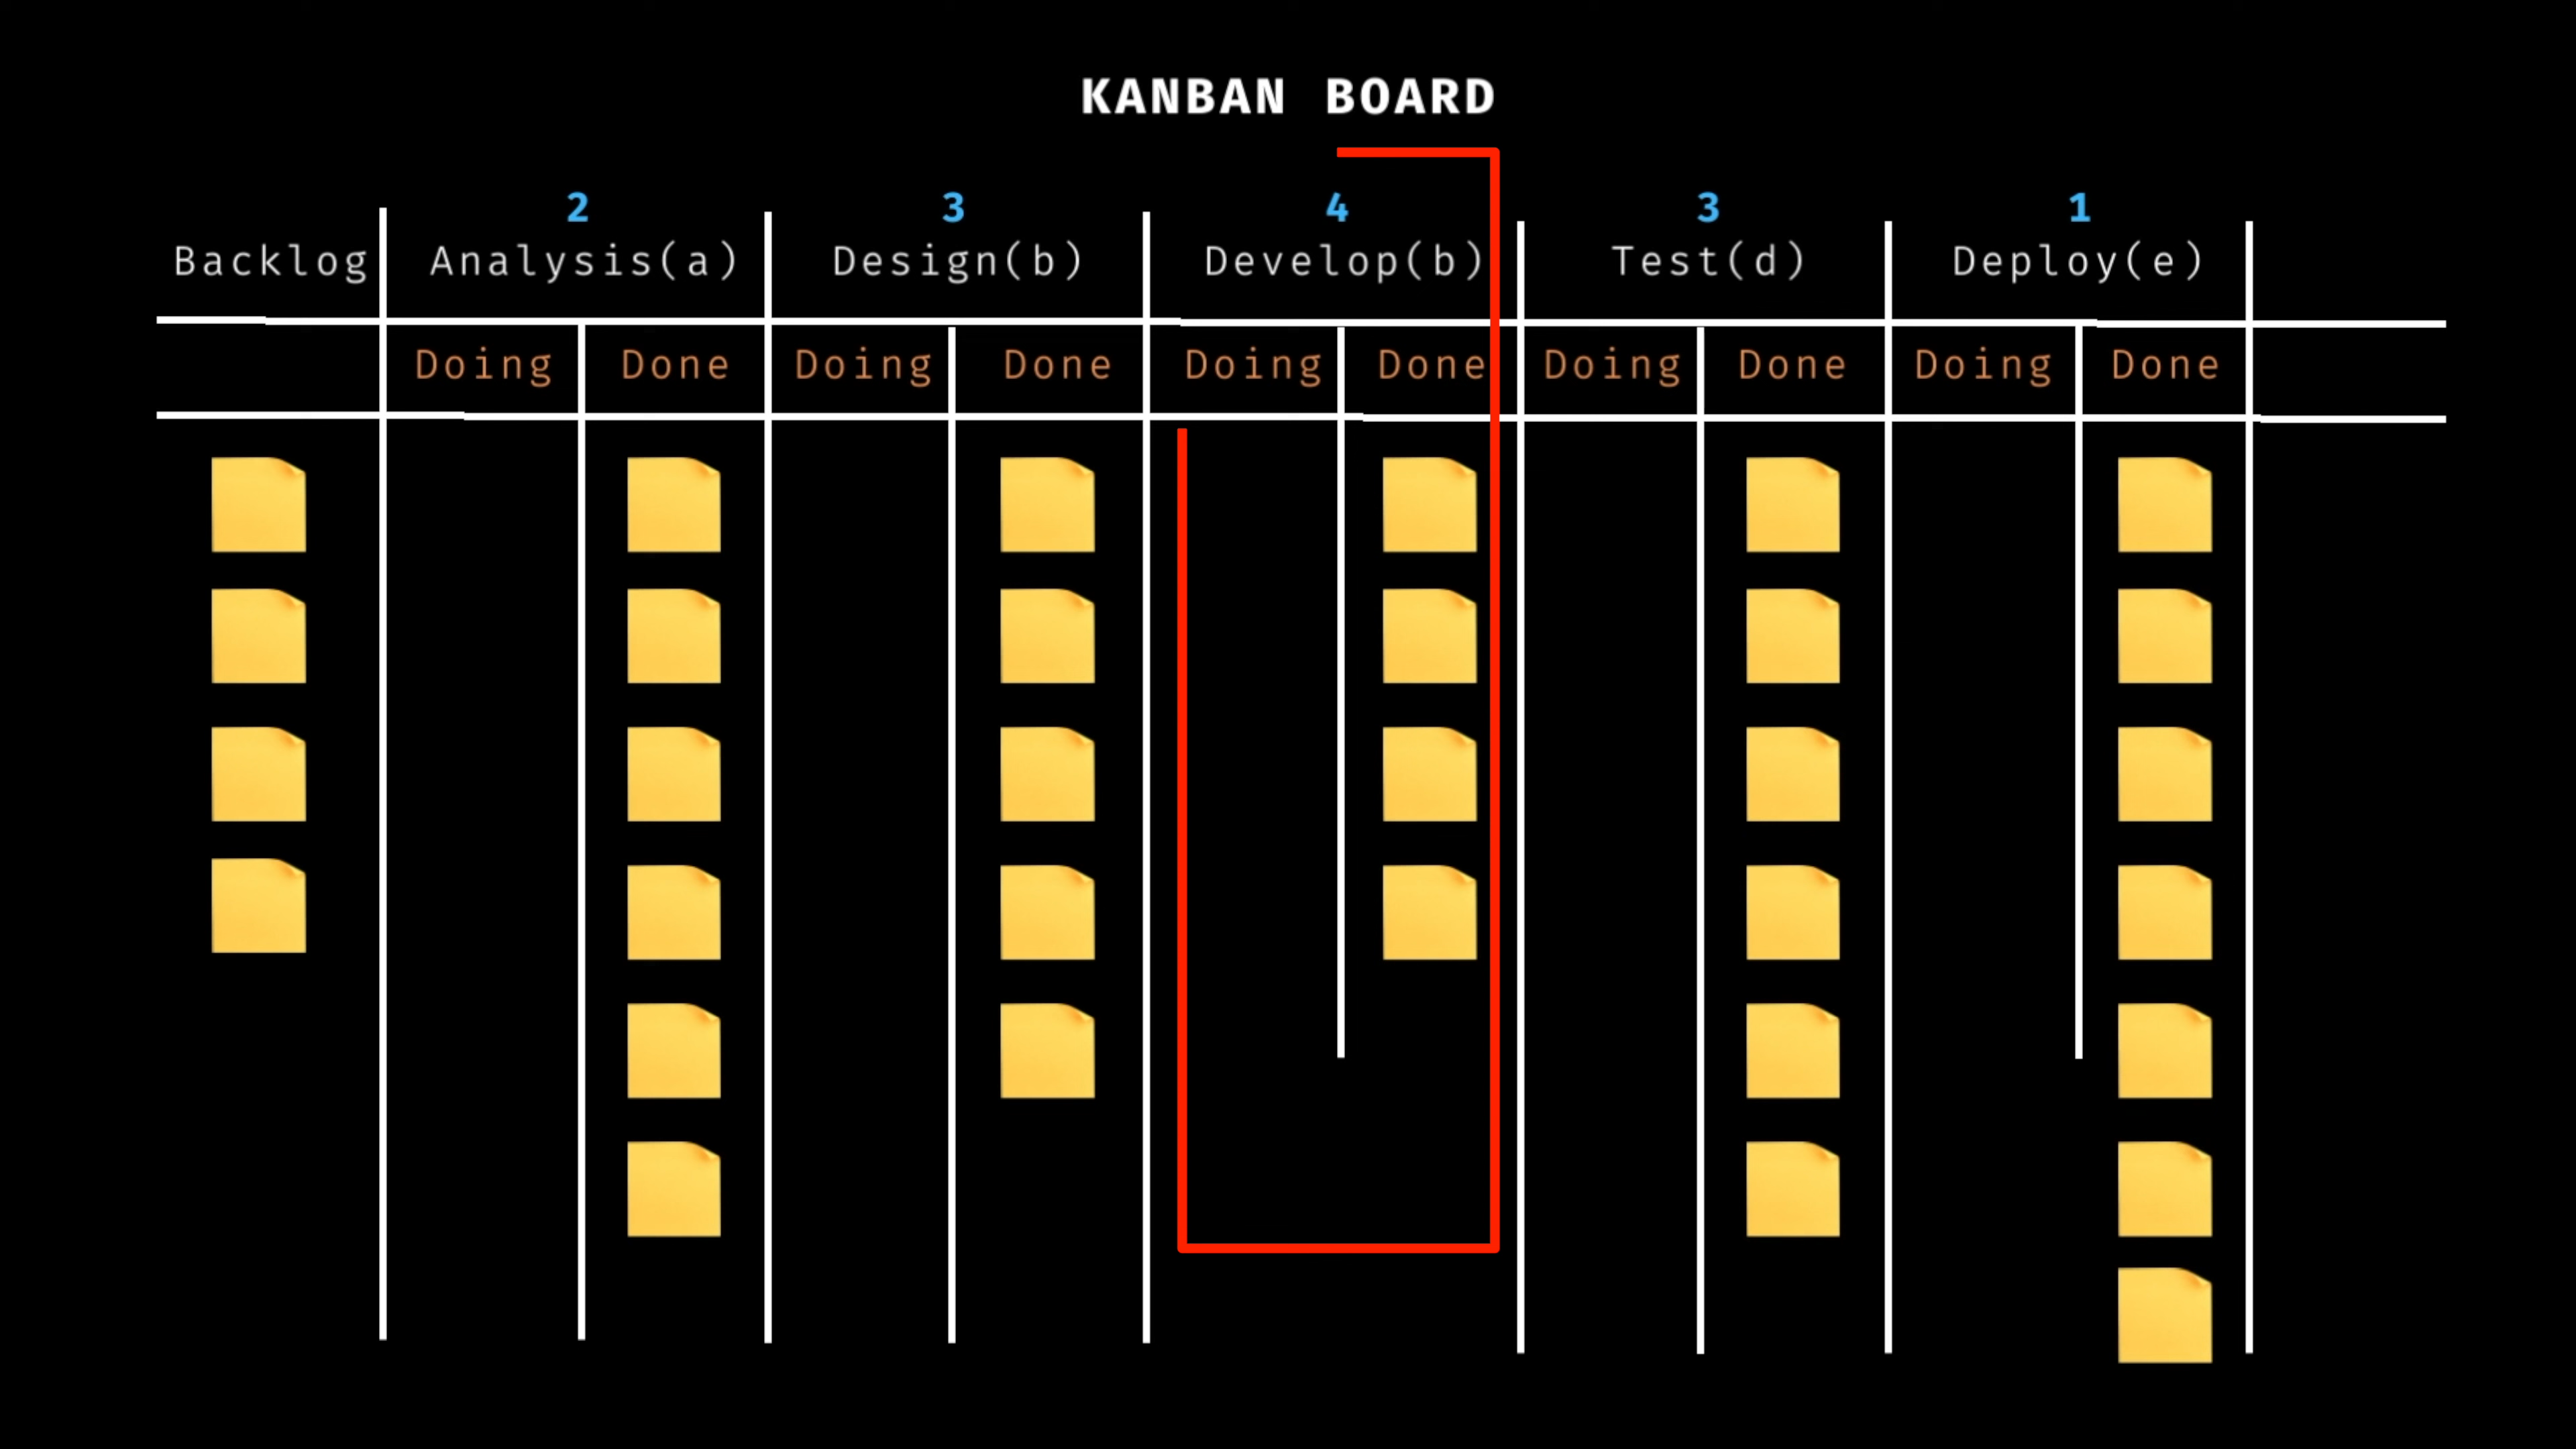 KANBAN BOARD
2 3 4 3 1
Backlog Analysis(a) Design(b) Develop(b) Test(d) Deploy(e)
Doing Done Doing Done Doing Done Doing Done Doing Done